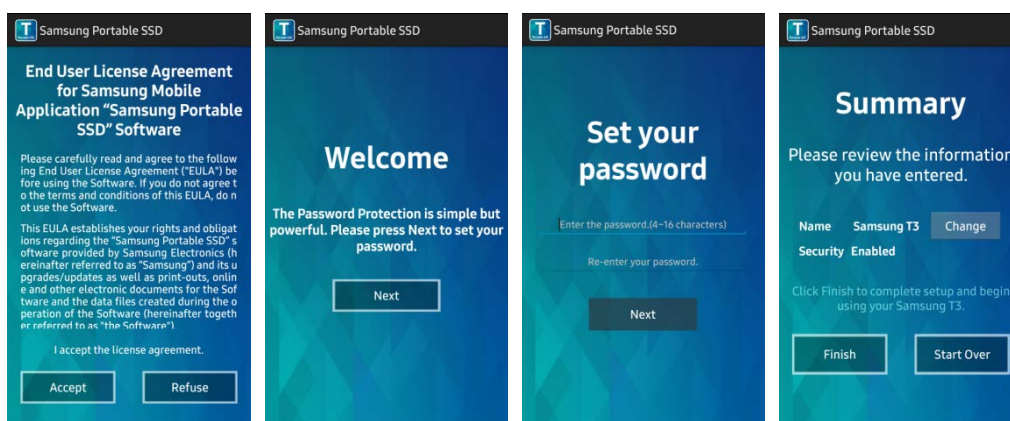 Samsung Portable SSD
End User License Agreement
for Samsung Mobile
Application “Samsung Portable
SSD” Software
Please carefully read and agree to the follow
ing End User License Agreement ("EULA") be
fore using the Software. If you do not agree t
o the terms and conditions of this EULA, do n
ot use the Software.
This EULA establishes your rights and obligat
ions regarding the "Samsung Portable SSD" s
oftware provided by Samsung Electronics (h
ereinafter referred to as "Samsung") and its u
pgrades/updates as well as print-outs, onlin
e and other electronic documents for the Sof
tware and the data files created during the o
peration of the Software (hereinafter togeth
er referred to as "the Software")
I accept the license agreement.
Accept
Refuse
Samsung Portable SSD
Welcome
The Password Protection is simple but
powerful. Please press Next to set your
password.
Next
Samsung Portable SSD
Set your
password
Enter the password.(4~16 characters)
Re-enter your password.
Next
Samsung Portable SSD
Summary
Please review the information
you have entered.
Name Samsung T3 Change
Security Enabled
Click Finish to complete setup and begin
using your Samsung T3.
Finish
Start Over